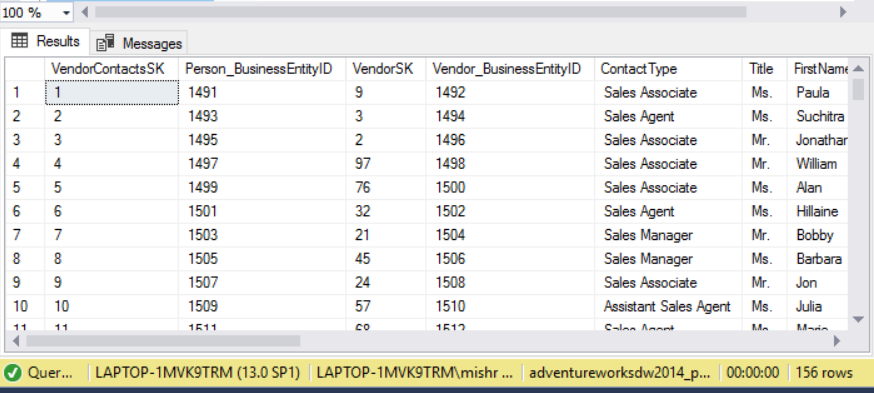 100 %
Results Messages
VendorContactsSK Person_BusinessEntityID VendorSK Vendor_BusinessEntityID ContactType Title FirstName
1 1 1491 9 1492 Sales Associate Ms. Paula
2 2 1493 3 1494 Sales Agent Ms. Suchitra
3 3 1495 2 1496 Sales Associate Mr. Jonathar
4 4 1497 97 1498 Sales Associate Mr. William
5 5 1499 76 1500 Sales Associate Ms. Alan
6 6 1501 32 1502 Sales Agent Ms. Hillaine
7 7 1503 21 1504 Sales Manager Mr. Bobby
8 8 1505 45 1506 Sales Manager Ms. Barbara
9 9 1507 24 1508 Sales Associate Mr. Jon
10 10 1509 57 1510 Assistant Sales Agent Ms. Julia
11 11 1511 68 1512 Sales Agent
Quer... LAPTOP-1MVK9TRM (13.0 SP1) LAPTOP-1MVK9TRM\mishr ... adventureworksdw2014_p... 00:00:00 156 rows